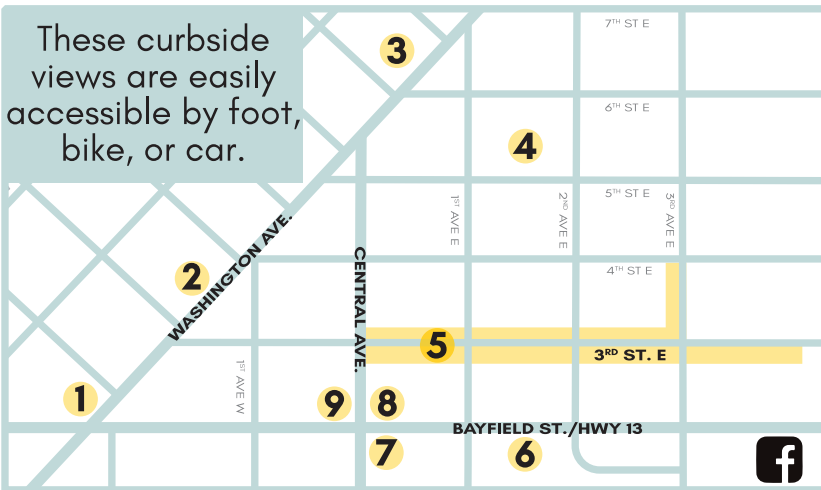 These curbside
views are easily
accessible by foot,
bike, or car.
3
7TH ST E
6TH ST E
4
5TH ST E
1ST AVE E
2ND AVE E
3RD AVE E
2
WASHINGTON AVE.
CENTRAL AVE.
4TH ST E
5
3RD ST. E
1ST AVE W
1
9
8
BAYFIELD ST./HWY 13
7
6
f